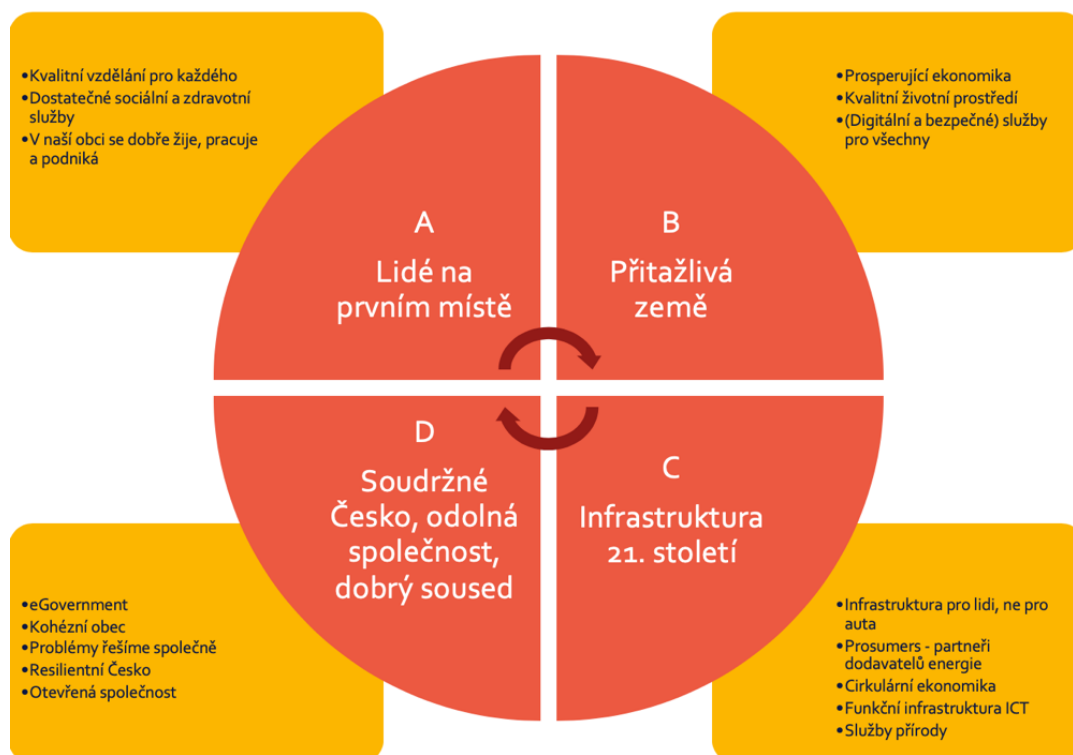 •Kvalitní vzdělání pro každého
•Dostatečné sociální a zdravotní
služby
•V naší obci se dobře žije, pracuje
a podniká
•Prosperující ekonomika
•Kvalitní životní prostředí
•(Digitální a bezpečné) služby
pro všechny
A
Lidé na
prvním místě
B
Přitažlivá
země
D
Soudržné
Česko, odolná
společnost,
dobrý soused
C
Infrastruktura
21. století
•eGovernment
•Kohézní obec
•Problémy řešíme společně
•Resilientní Česko
•Otevřená společnost
•Infrastruktura pro lidi, ne pro
auta
•Prosumers - partneři
dodavatelů energie
•Cirkulární ekonomika
•Funkční infrastruktura ICT
•Služby přírody